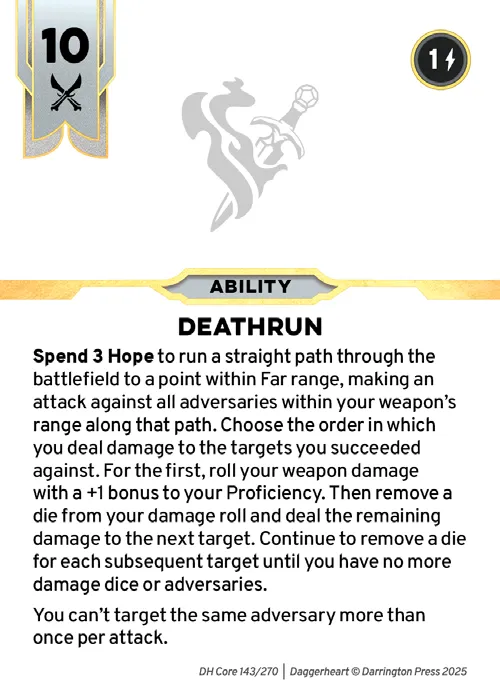 10
1
ABILITY
DEATHRUN
Spend 3 Hope to run a straight path through the
battlefield to a point within Far range, making an
attack against all adversaries within your weapon's
range along that path. Choose the order in which
you deal damage to the targets you succeeded
against. For the first, roll your weapon damage
with a +1 bonus to your Proficiency. Then remove a
die from your damage roll and deal the remaining
damage to the next target. Continue to remove a die
for each subsequent target until you have no more
damage dice or adversaries.
You can't target the same adversary more than
once per attack.
DH Core 143/270 | Daggerheart © Darrington Press 2025